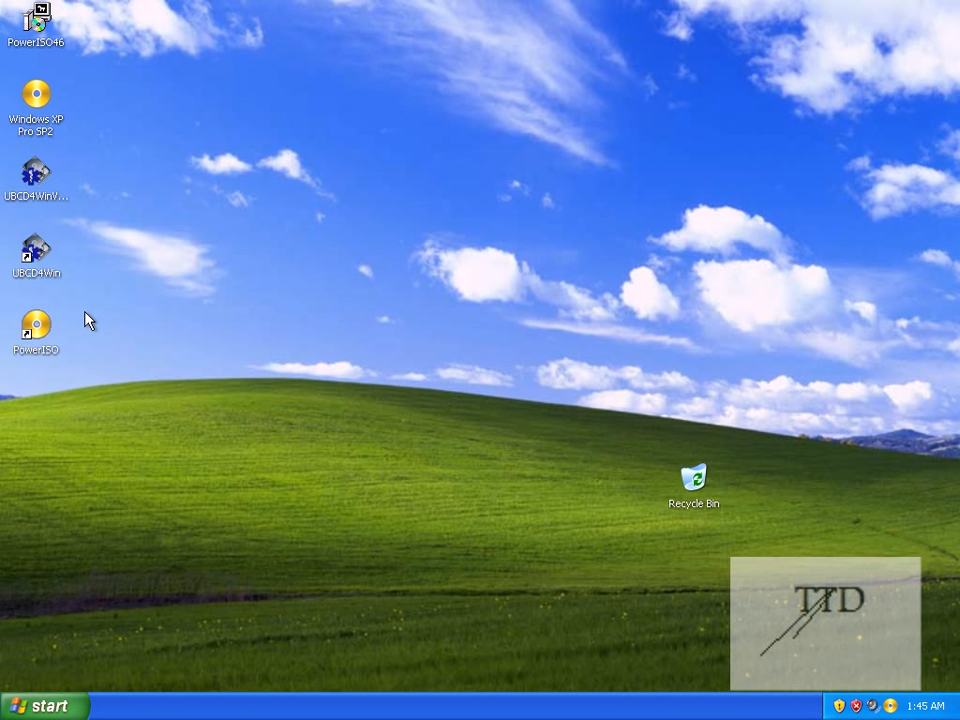 PowerISO46
Windows XP
Pro SP2
UBCD4WinV...
UBCD4Win
PowerISO
Recycle Bin
TTD
start
1:45 AM